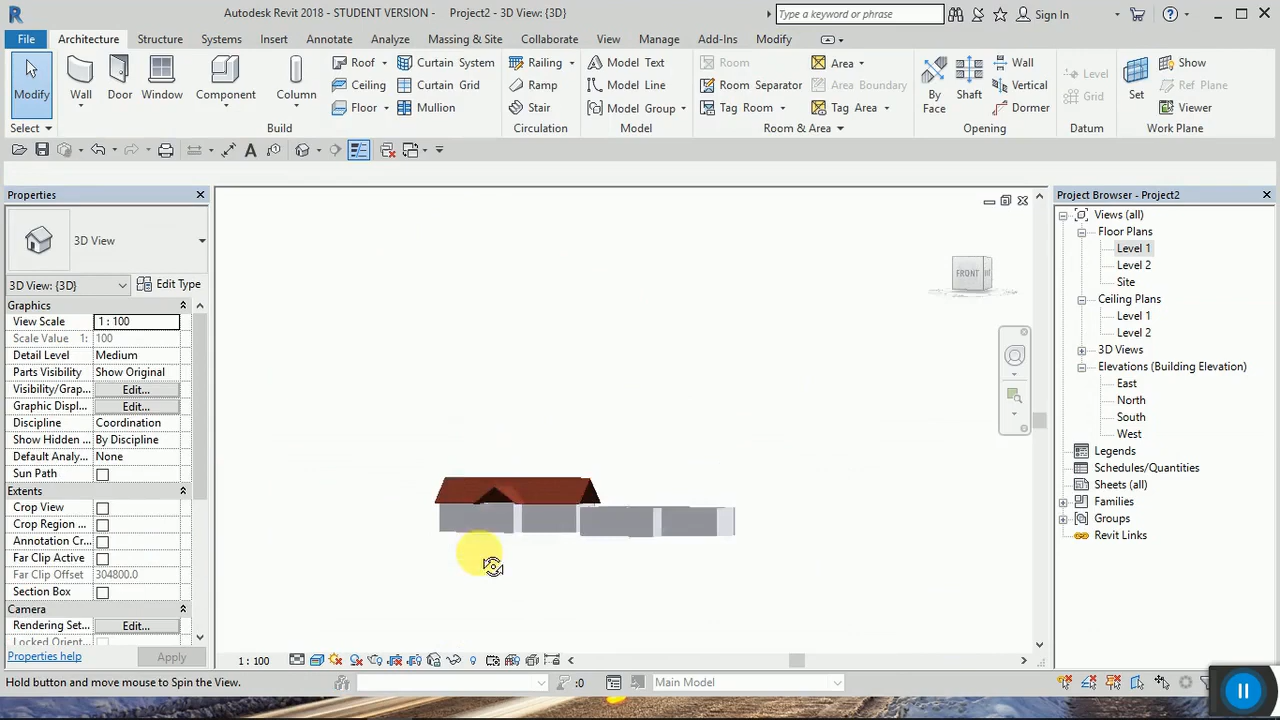 Autodesk Revit 2018 - STUDENT VERSION - Project2 - 3D View: {3D}
Type a keyword or phrase
Sign In
File Architecture Structure Systems Insert Annotate Analyze Massing & Site Collaborate View Manage Add-Ins Modify
Modify
Wall
Door
Window
Component
Column
Roof
Ceiling
Floor
Curtain System
Curtain Grid
Mullion
Railing
Ramp
Stair
Model Text
Model Line
Model Group
Room
Room Separator
Tag Room
Area
Area Boundary
Tag Area
By Face
Shaft
Wall
Vertical
Dormer
Level
Grid
Set
Show
Ref Plane
Viewer
Select
Build
Circulation
Model
Room & Area
Opening
Datum
Work Plane
Properties
3D View
3D View: {3D}
Edit Type
Graphics
View Scale 1 : 100
Scale Value 1: 100
Detail Level Medium
Parts Visibility Show Original
Visibility/Grap... Edit...
Graphic Displ... Edit...
Discipline Coordination
Show Hidden ... By Discipline
Default Analy... None
Sun Path
Extents
Crop View
Crop Region ...
Annotation Cr...
Far Clip Active
Far Clip Offset 304800.0
Section Box
Camera
Rendering Set... Edit...
Locked Orient...
Properties help
Apply
FRONT
Project Browser - Project2
Views (all)
Floor Plans
Level 1
Level 2
Site
Ceiling Plans
Level 1
Level 2
3D Views
Elevations (Building Elevation)
East
North
South
West
Legends
Schedules/Quantities
Sheets (all)
Families
Groups
Revit Links
1 : 100
Hold button and move mouse to Spin the View.
:0
Main Model